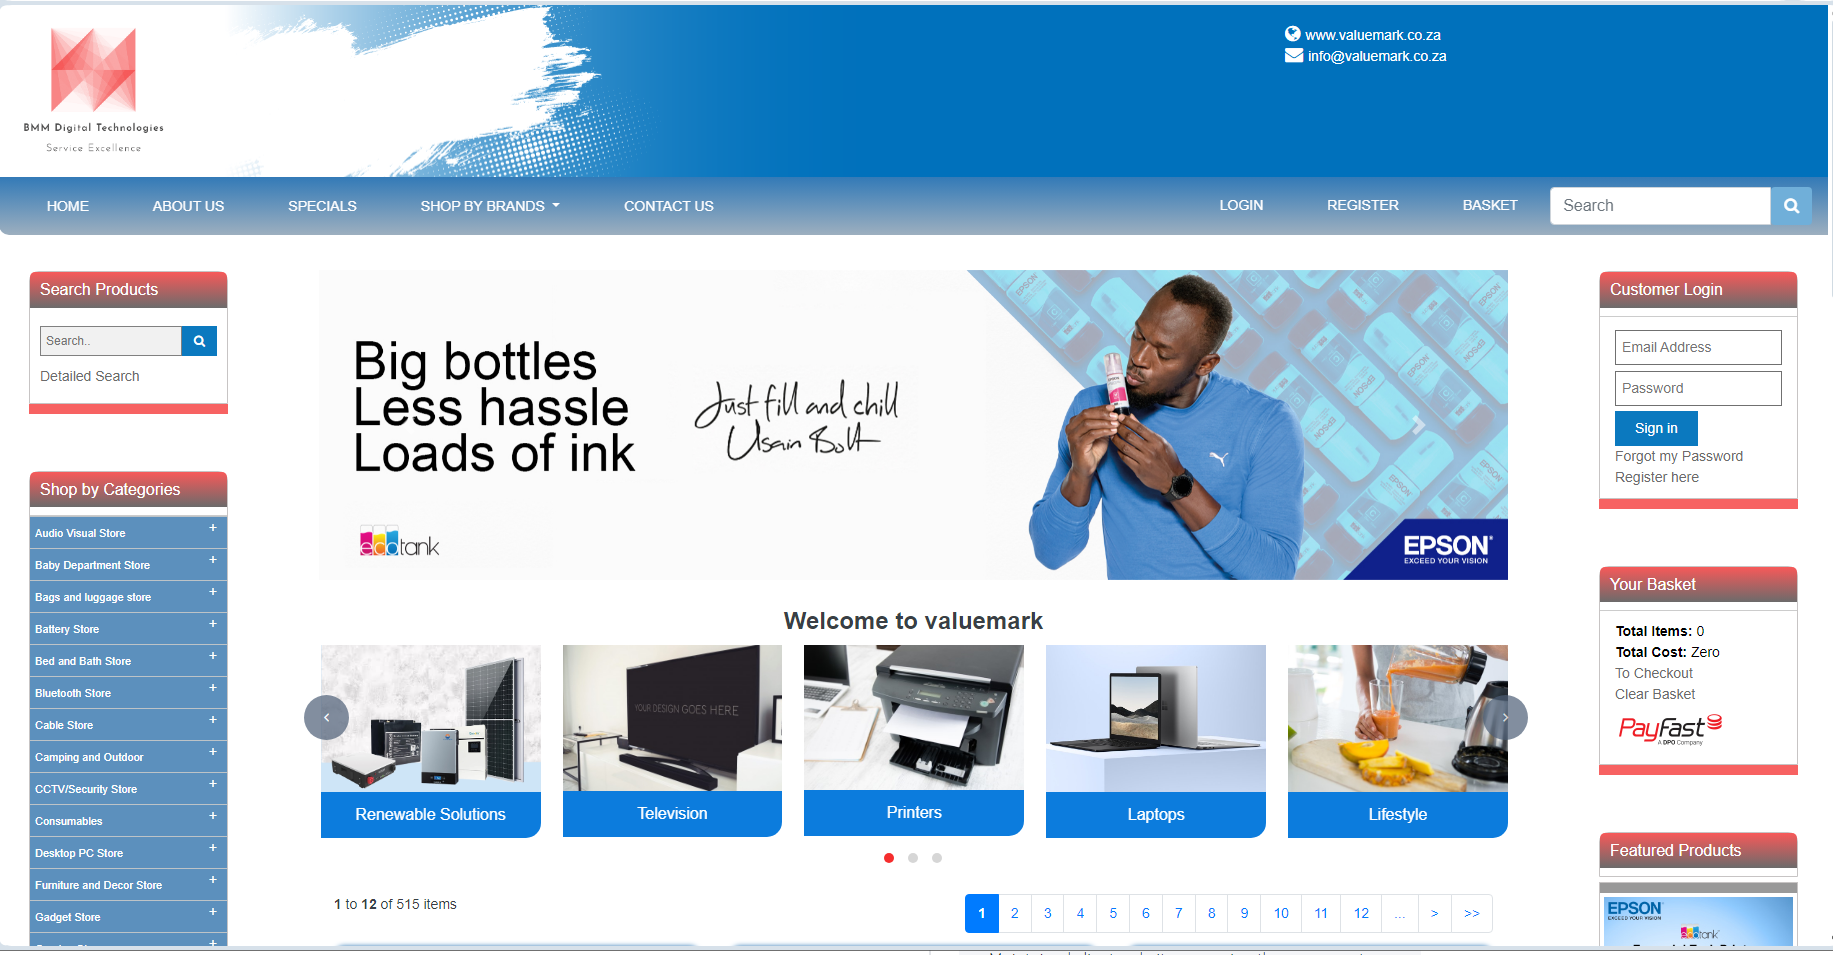 BMM Digital Technologies
Service Excellence
www.valuemark.co.za
info@valuemark.co.za
HOME
ABOUT US
SPECIALS
SHOP BY BRANDS
CONTACT US
LOGIN
REGISTER
BASKET
Search
Search Products
Search..
Detailed Search
Shop by Categories
Audio Visual Store +
Baby Department Store +
Bags and luggage store +
Battery Store +
Bed and Bath Store +
Bluetooth Store +
Cable Store +
Camping and Outdoor +
CCTV/Security Store +
Consumables +
Desktop PC Store +
Furniture and Decor Store +
Gadget Store +
Big bottles
Less hassle
Loads of ink
Just fill and chill
Usain Bolt
ecotank
EPSON
EXCEED YOUR VISION
Welcome to valuemark
YOUR DESIGN GOES HERE
Renewable Solutions
Television
Printers
Laptops
Lifestyle
1 to 12 of 515 items
1 2 3 4 5 6 7 8 9 10 11 12 ... > >>
Customer Login
Email Address
Password
Sign in
Forgot my Password
Register here
Your Basket
Total Items: 0
Total Cost: Zero
To Checkout
Clear Basket
PayFast
A DPO Company
Featured Products
EPSON
EXCEED YOUR VISION
ecotank